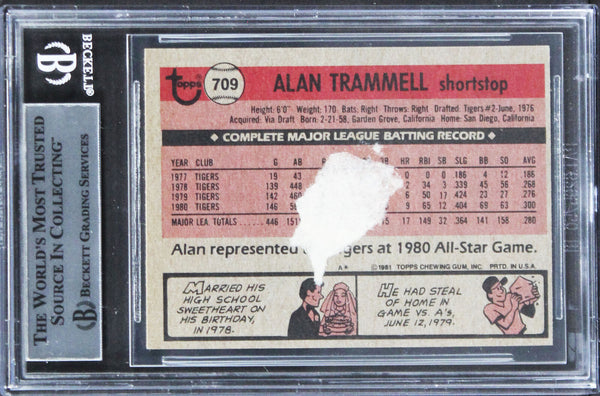 BECKETT
B
THE WORLD'S MOST TRUSTED
SOURCE IN COLLECTING™
B BECKETT GRADING SERVICES
Topps
709
ALAN TRAMMELL shortstop
Height: 6'0" Weight: 170 Bats: Right Throws: Right Drafted: Tigers #2-June, 1976
Acquired: Via Draft Born: 2-21-58, Garden Grove, California Home: San Diego, California
◆ COMPLETE MAJOR LEAGUE BATTING RECORD ◆
YEAR CLUB G AB HR RBI SB SLG BB SO AVG
1977 TIGERS 19 43 0 0 0 .186 4 12 .186
1978 TIGERS 139 448 2 34 3 .339 45 56 .268
1979 TIGERS 142 460 6 50 17 .357 43 55 .276
1980 TIGERS 146 9 65 12 .404 69 63 .300
MAJOR LEA. TOTALS 446 17 149 32 .364 161 .280
Alan represented at 1980 All-Star Game.
A* ©1981 TOPPS CHEWING GUM, INC. PRTD. IN U.S.A.
MARRIED HIS
HIGH SCHOOL
SWEETHEART ON
HIS BIRTHDAY,
IN 1978.
HE HAD STEAL
OF HOME IN
GAME VS. A'S,
JUNE 12, 1979.